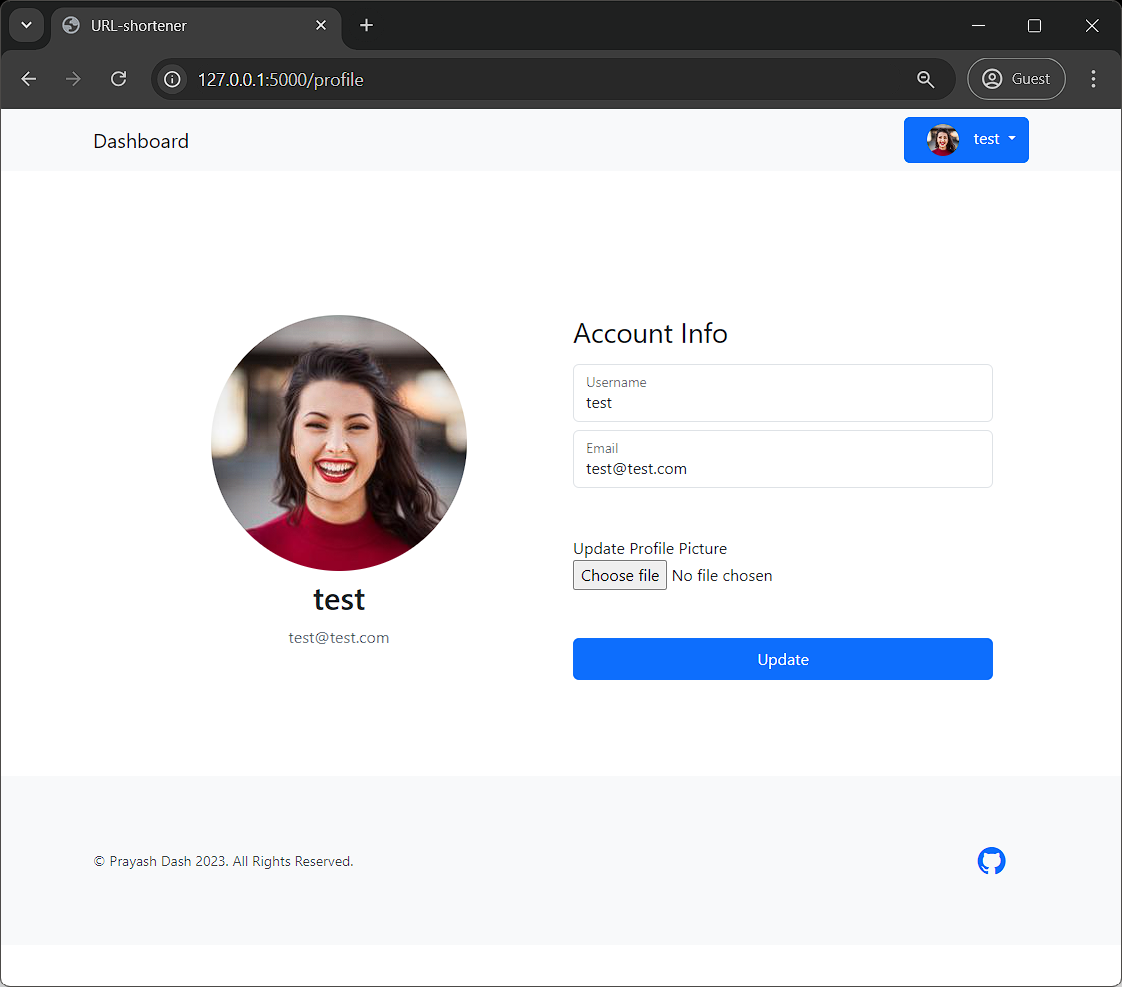 URL-shortener
127.0.0.1:5000/profile
Guest
Dashboard
test
Account Info
Username
test
Email
test@test.com
Update Profile Picture
Choose file No file chosen
test
test@test.com
Update
© Prayash Dash 2023. All Rights Reserved.